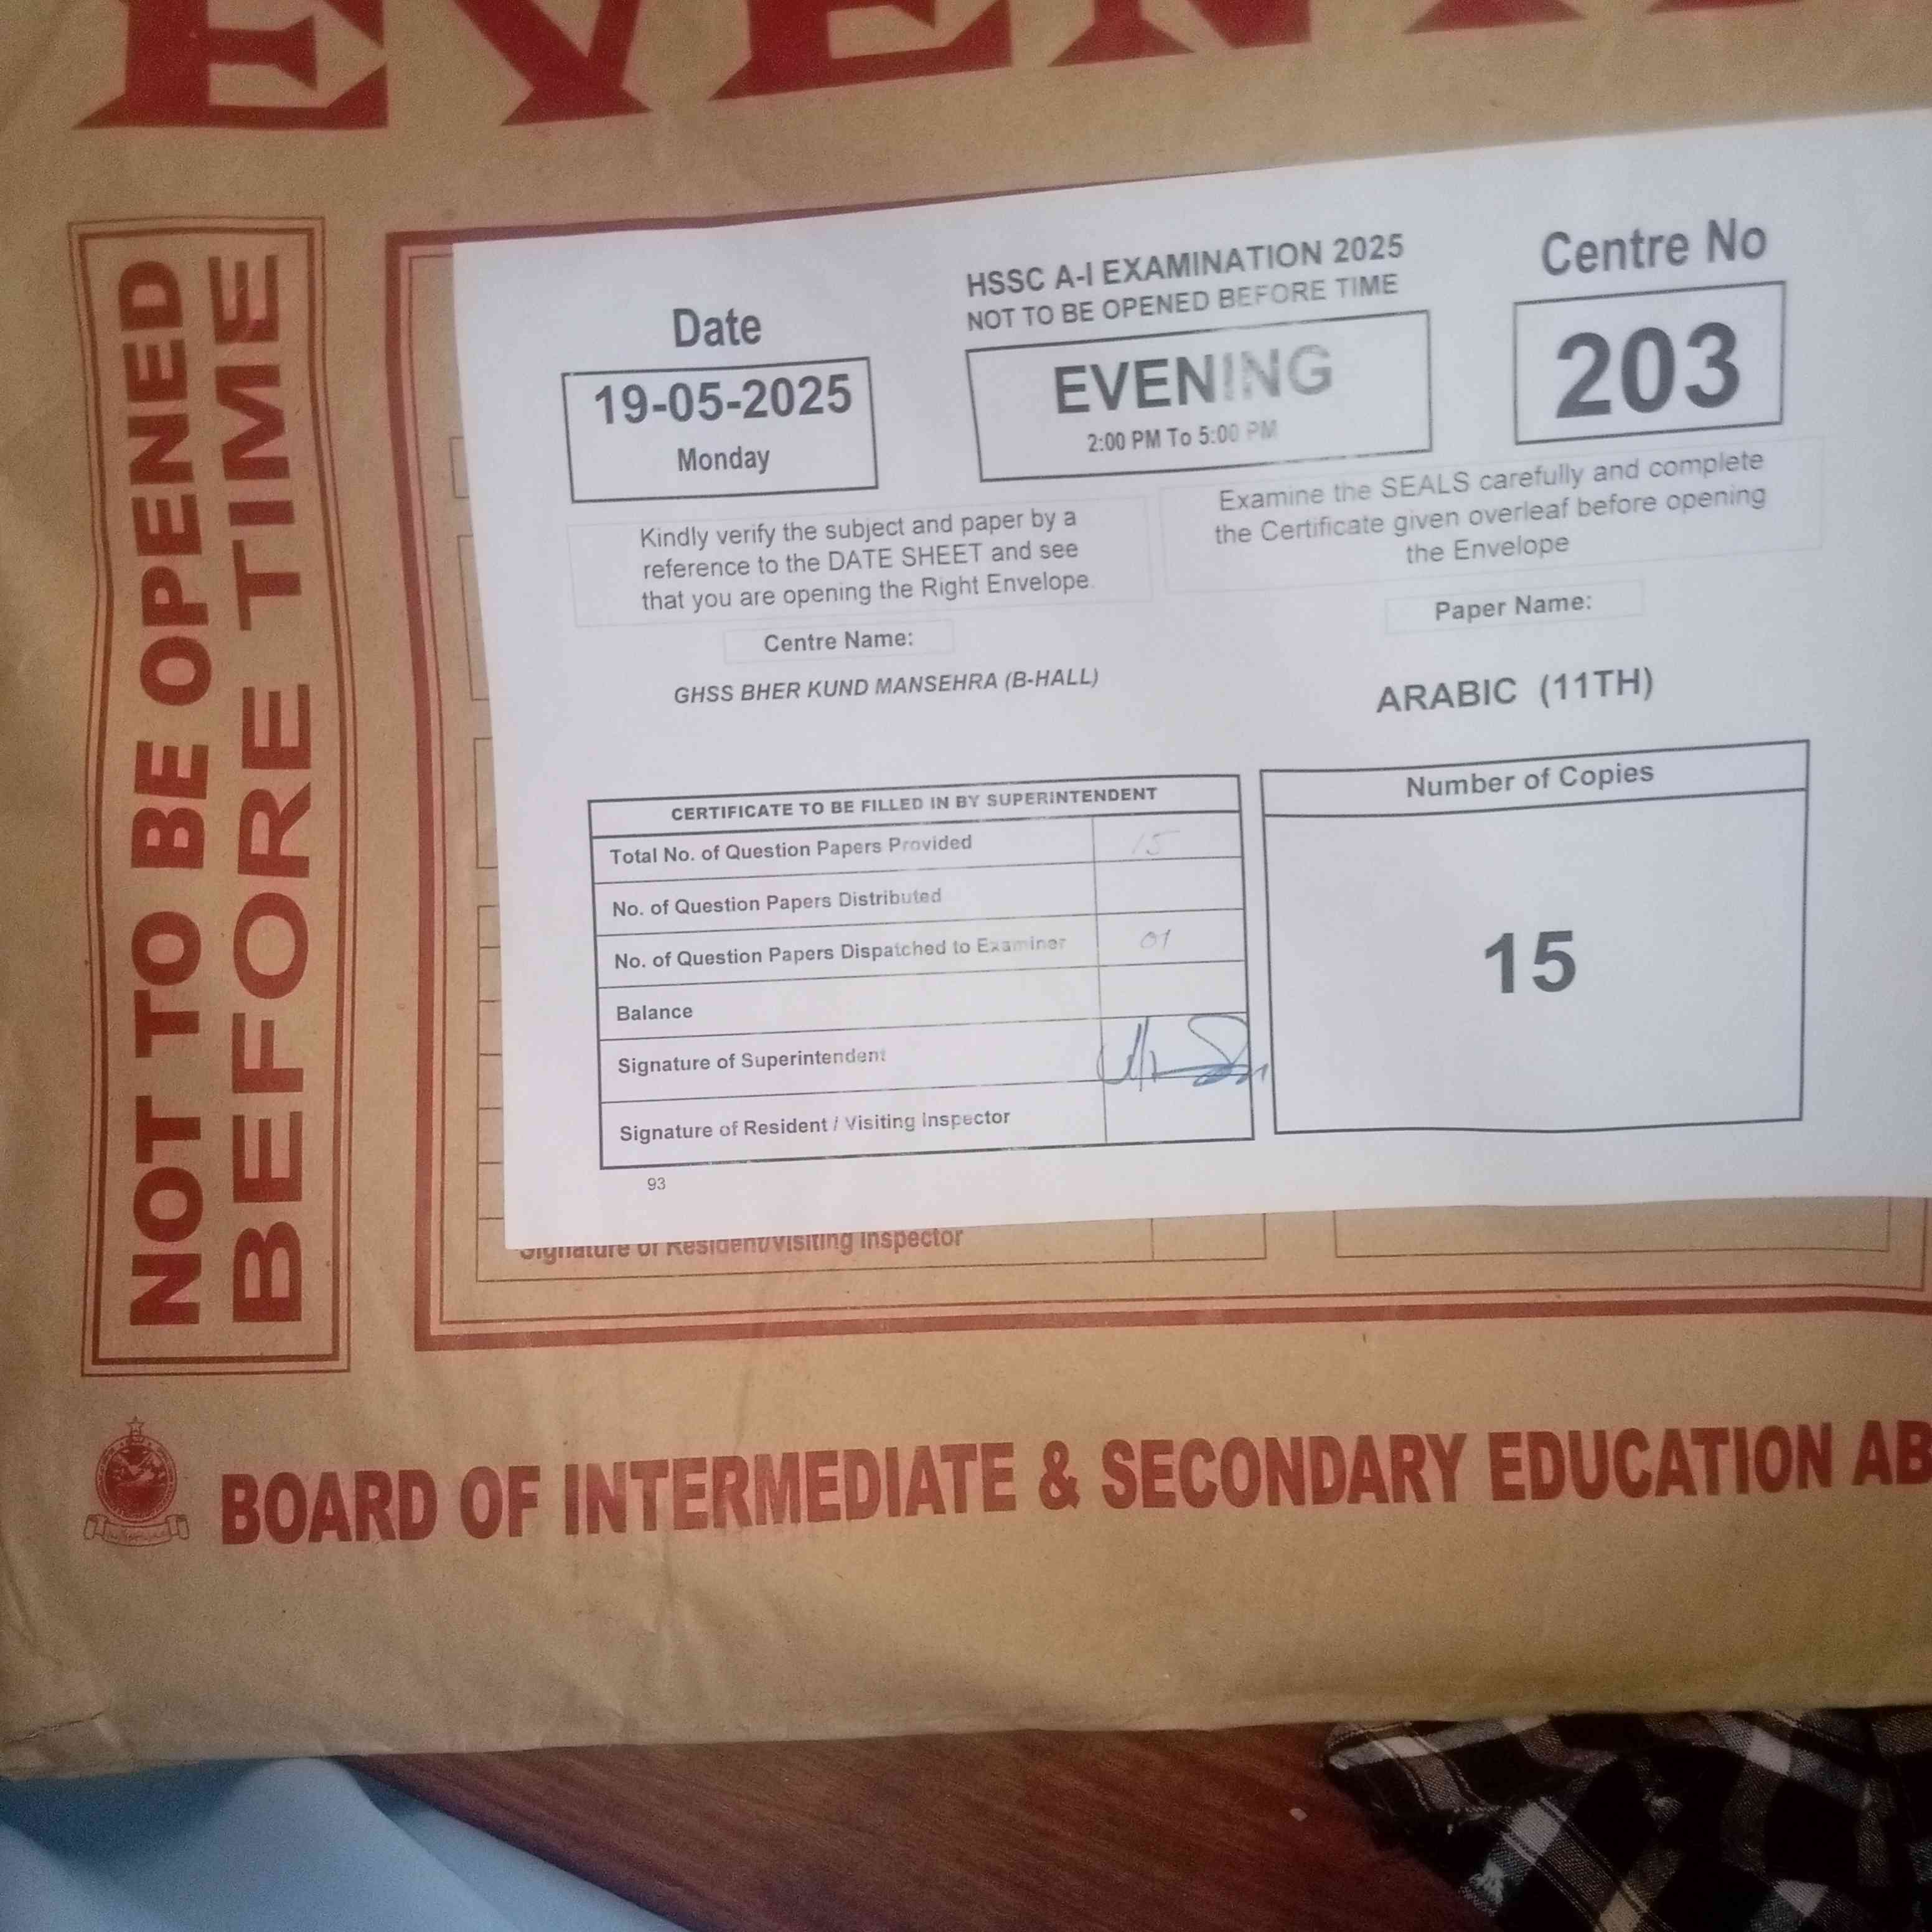 EVEN
NOT TO BE OPENED
BEFORE TIME
HSSC A-I EXAMINATION 2025
NOT TO BE OPENED BEFORE TIME
Date
19-05-2025
Monday
EVENING
2:00 PM To 5:00 PM
Centre No
203
Kindly verify the subject and paper by a
reference to the DATE SHEET and see
that you are opening the Right Envelope.
Examine the SEALS carefully and complete
the Certificate given overleaf before opening
the Envelope
Centre Name:
GHSS BHER KUND MANSEHRA (B-HALL)
Paper Name:
ARABIC (11TH)
CERTIFICATE TO BE FILLED IN BY SUPERINTENDENT
Total No. of Question Papers Provided 15
No. of Question Papers Distributed
No. of Question Papers Dispatched to Examiner 01
Balance
Signature of Superintendent
Signature of Resident / Visiting Inspector
Number of Copies
15
93
Signature of Resident/Visiting Inspector
BOARD OF INTERMEDIATE & SECONDARY EDUCATION AB